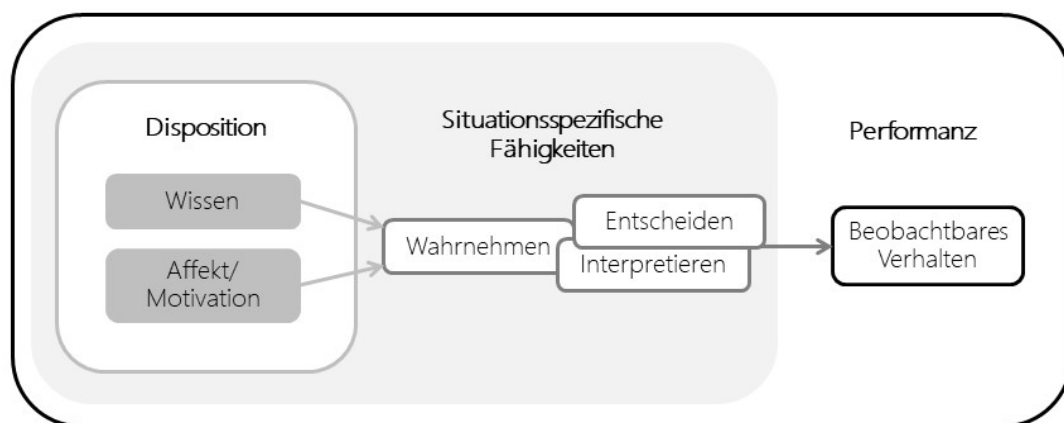 Disposition
Wissen
Affekt/
Motivation
Situationsspezifische
Fähigkeiten
Wahrnehmen
Entscheiden
Interpretieren
Performanz
Beobachtbares
Verhalten